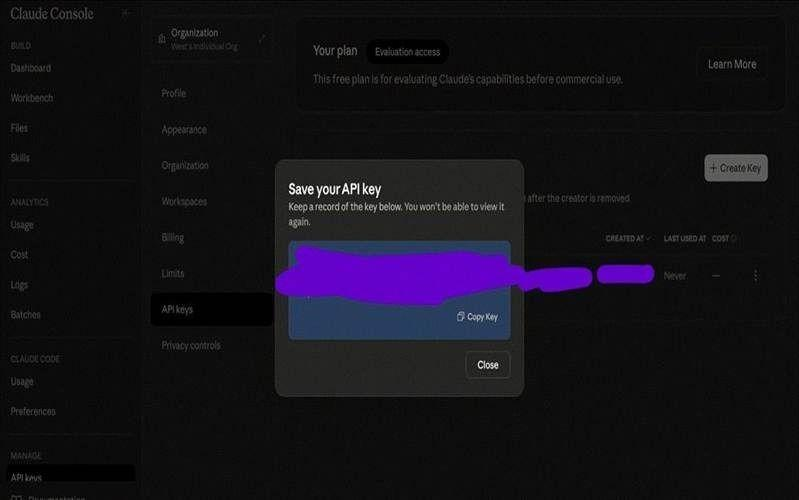 Claude Console
BUILD
Dashboard
Workbench
Files
Skills
ANALYTICS
Usage
Cost
Logs
Batches
CLAUDE CODE
Usage
Preferences
MANAGE
API keys
Documentation
Organization
West's Individual Org
Profile
Appearance
Organization
Workspaces
Billing
Limits
API keys
Privacy controls
Your plan Evaluation access
This free plan is for evaluating Claude's capabilities before commercial use.
Learn More
+ Create Key
after the creator is removed
CREATED AT LAST USED AT COST
Never —
Save your API key
Keep a record of the key below. You won't be able to view it
again.
Copy Key
Close